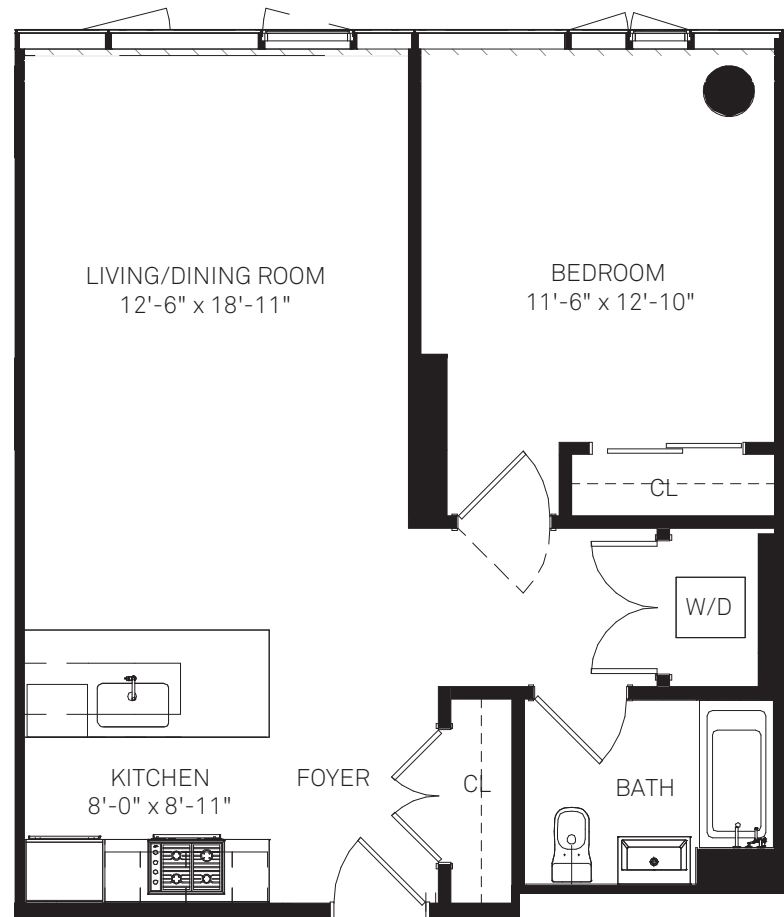 LIVING/DINING ROOM
12'-6" x 18'-11"
BEDROOM
11'-6" x 12'-10"
CL
W/D
KITCHEN
8'-0" x 8'-11"
FOYER
CL
BATH